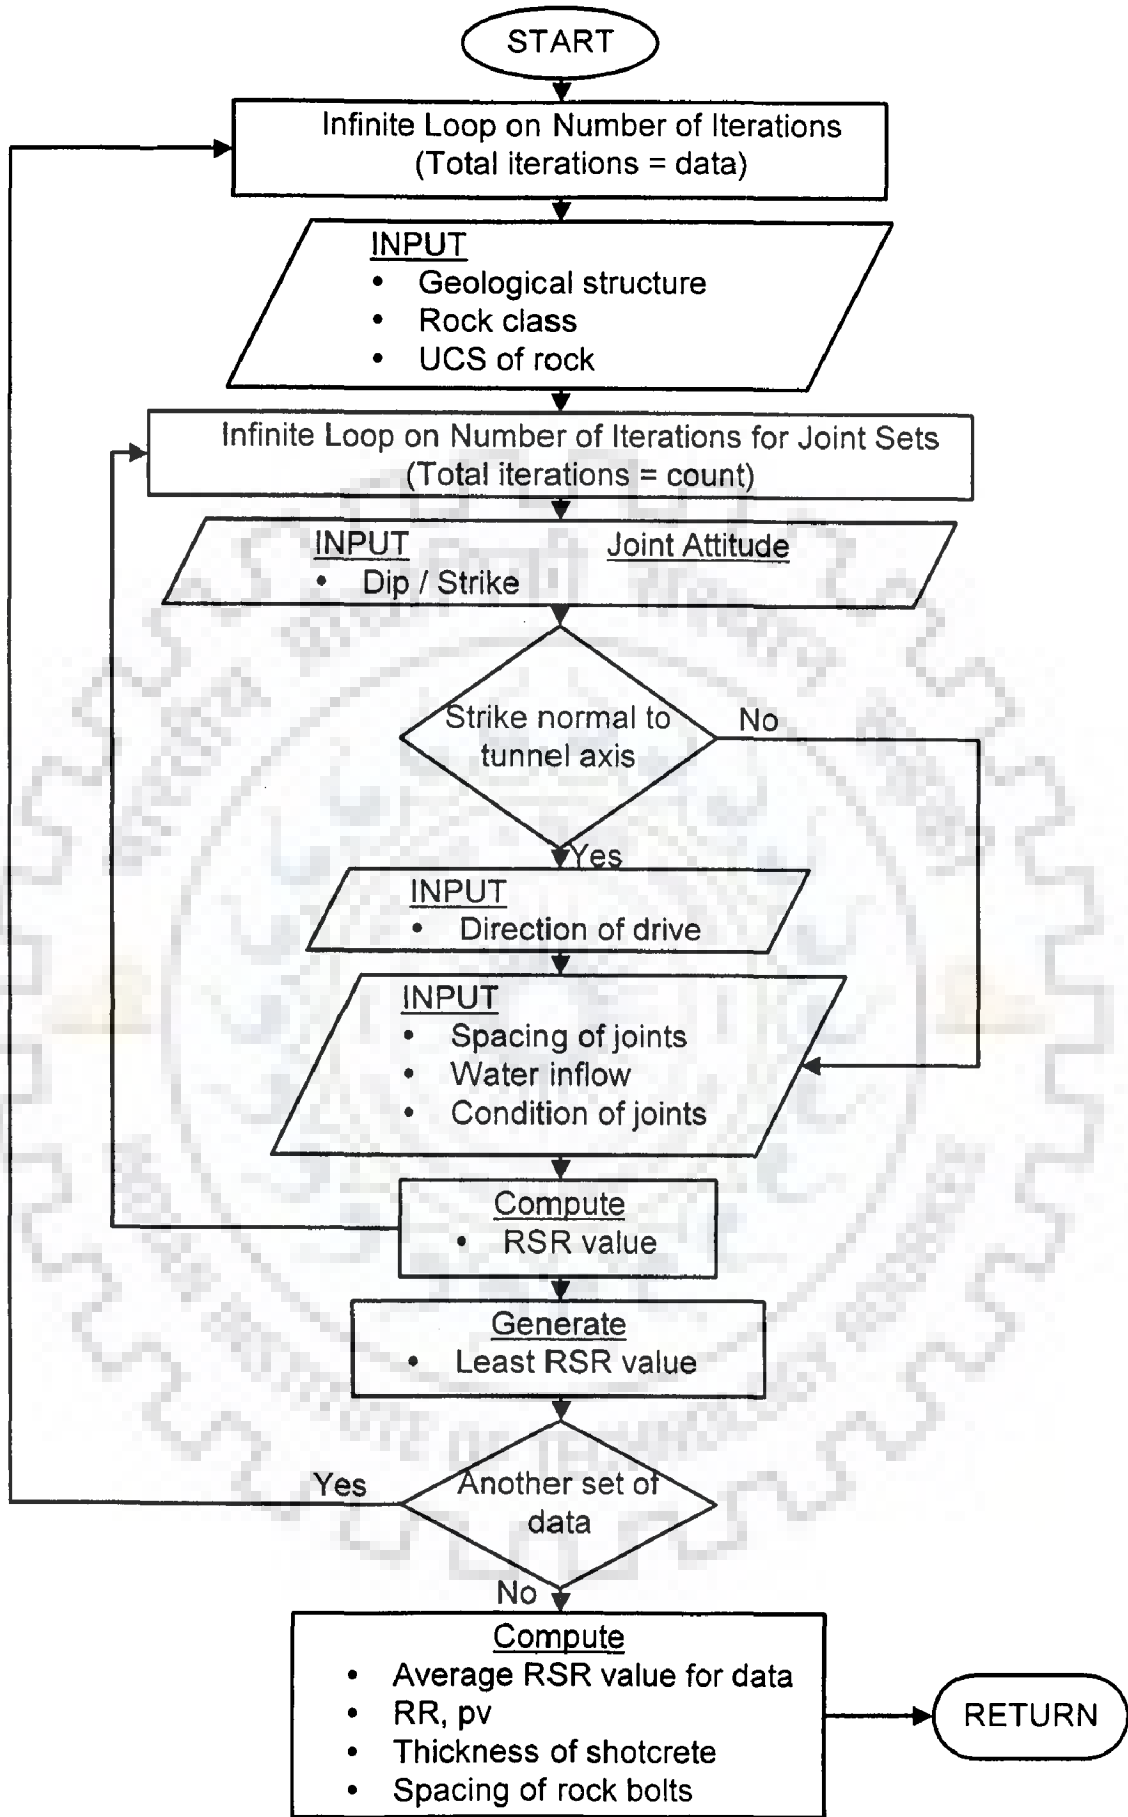 START
Infinite Loop on Number of Iterations
(Total iterations = data)
INPUT
• Geological structure
• Rock class
• UCS of rock
Infinite Loop on Number of Iterations for Joint Sets
(Total iterations = count)
INPUT Joint Attitude
• Dip / Strike
Strike normal to
tunnel axis
No
Yes
INPUT
• Direction of drive
INPUT
• Spacing of joints
• Water inflow
• Condition of joints
Compute
• RSR value
Generate
• Least RSR value
Another set of
data
Yes
No
Compute
• Average RSR value for data
• RR, pv
• Thickness of shotcrete
• Spacing of rock bolts
RETURN